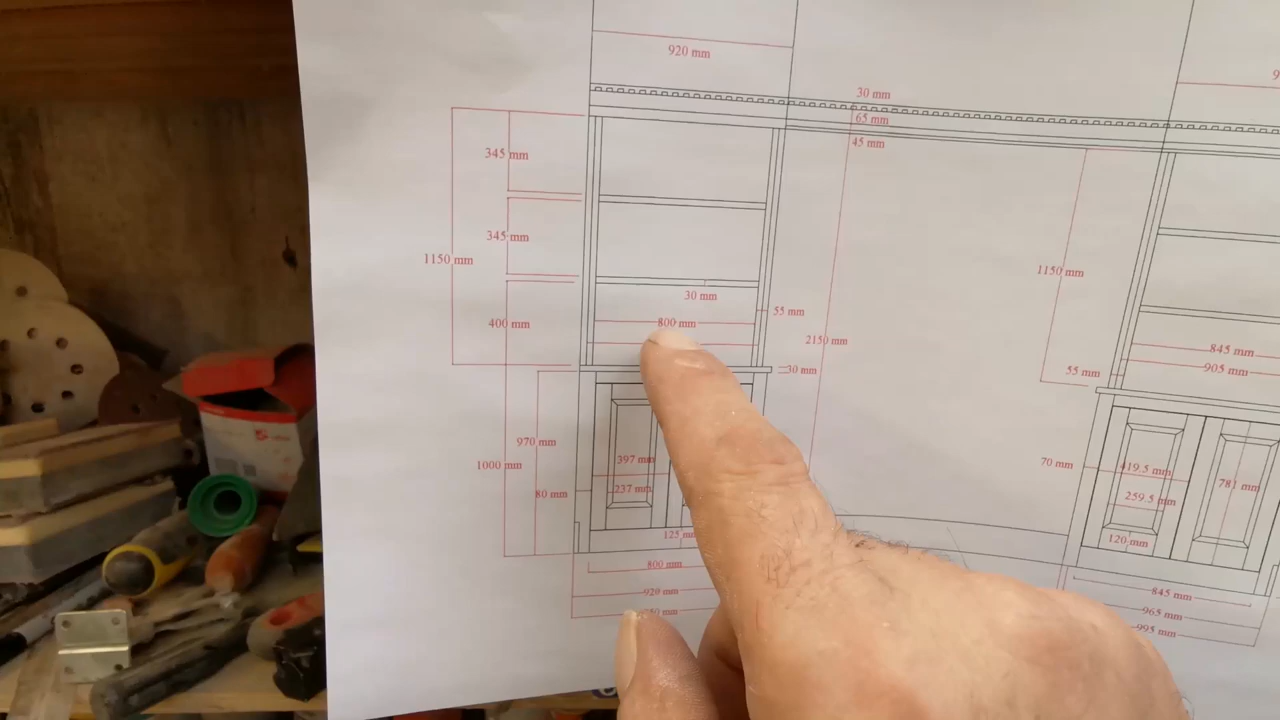 920 mm
30 mm
65 mm
45 mm
345 mm
345 mm
1150 mm
30 mm
55 mm
800 mm
400 mm
2150 mm
30 mm
970 mm
1000 mm
397 mm
237 mm
80 mm
125 mm
800 mm
920 mm
1150 mm
845 mm
905 mm
55 mm
70 mm
419.5 mm
259.5 mm
781 mm
120 mm
845 mm
965 mm
995 mm